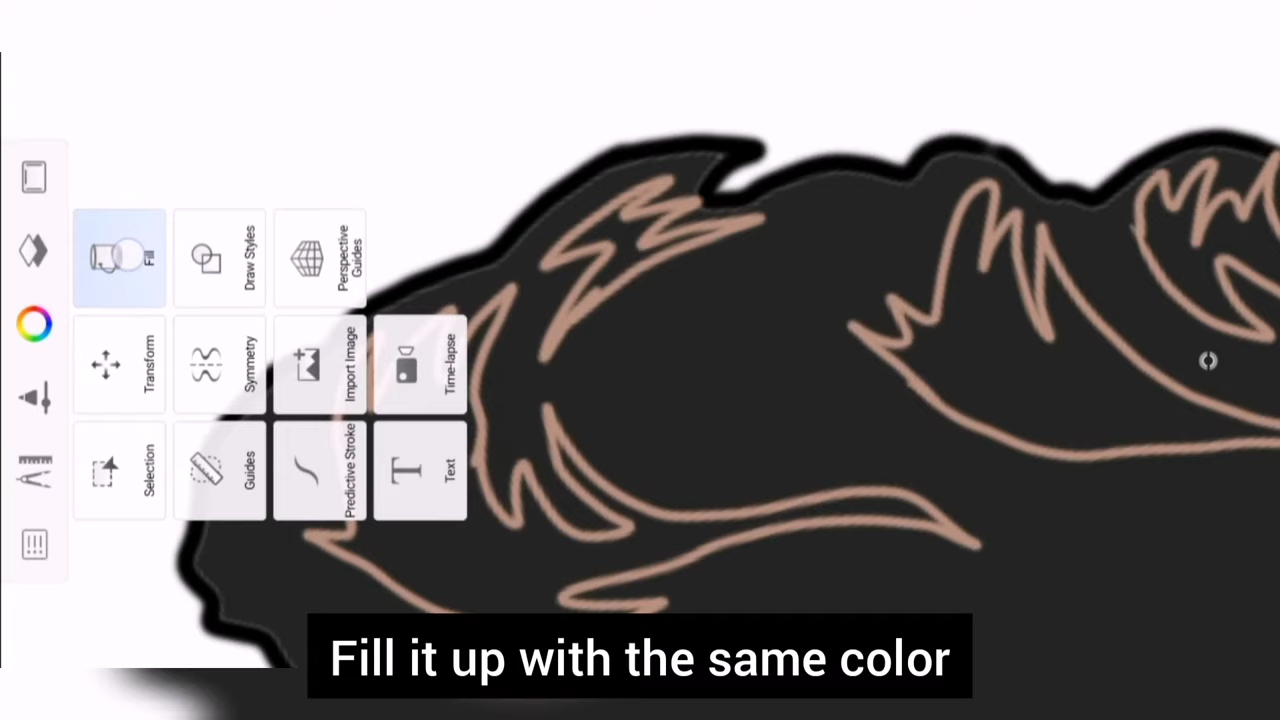 Fill
Draw Styles
Perspective
Guides
Transform
Symmetry
Import Image
Time-lapse
Selection
Guides
Predictive Stroke
Text
T
Fill it up with the same color